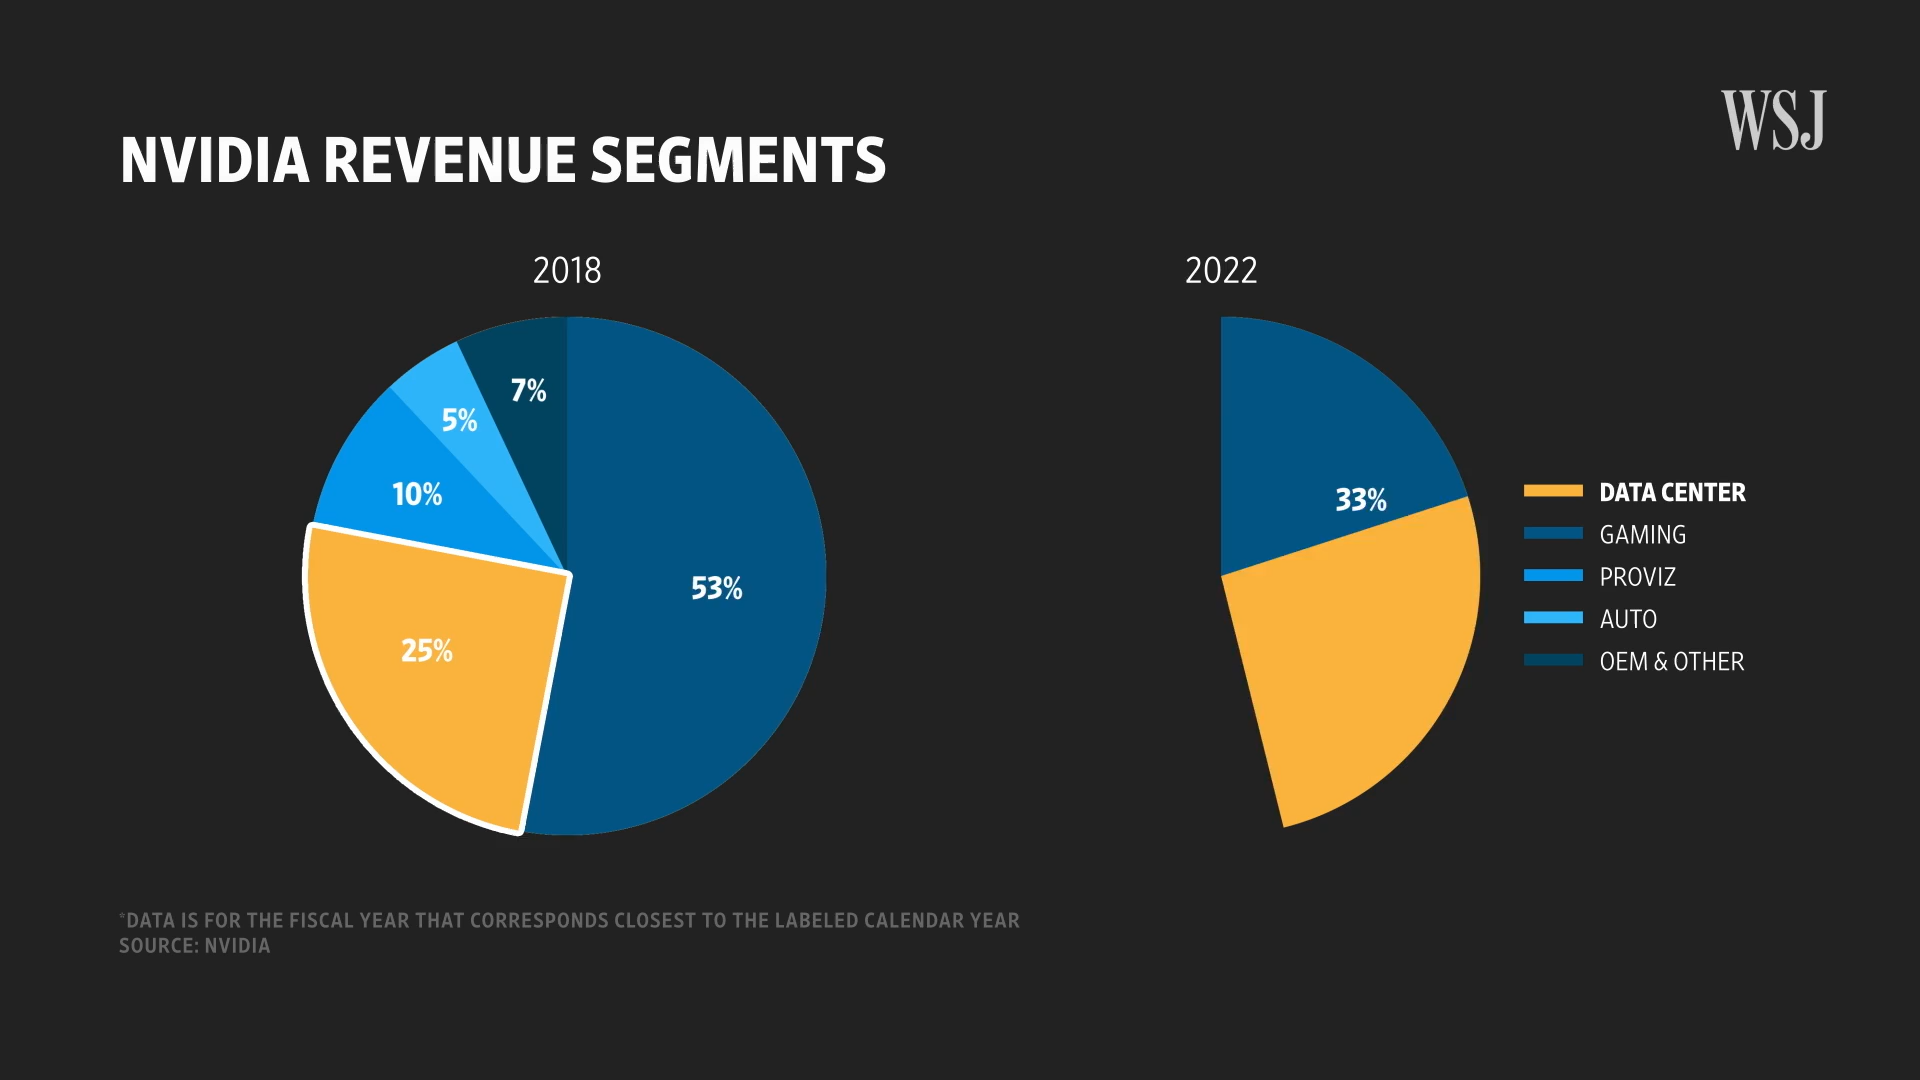 WSJ
NVIDIA REVENUE SEGMENTS
2018
2022
7%
5%
10%
53%
25%
33%
DATA CENTER
GAMING
PROVIZ
AUTO
OEM & OTHER
*DATA IS FOR THE FISCAL YEAR THAT CORRESPONDS CLOSEST TO THE LABELED CALENDAR YEAR
SOURCE: NVIDIA